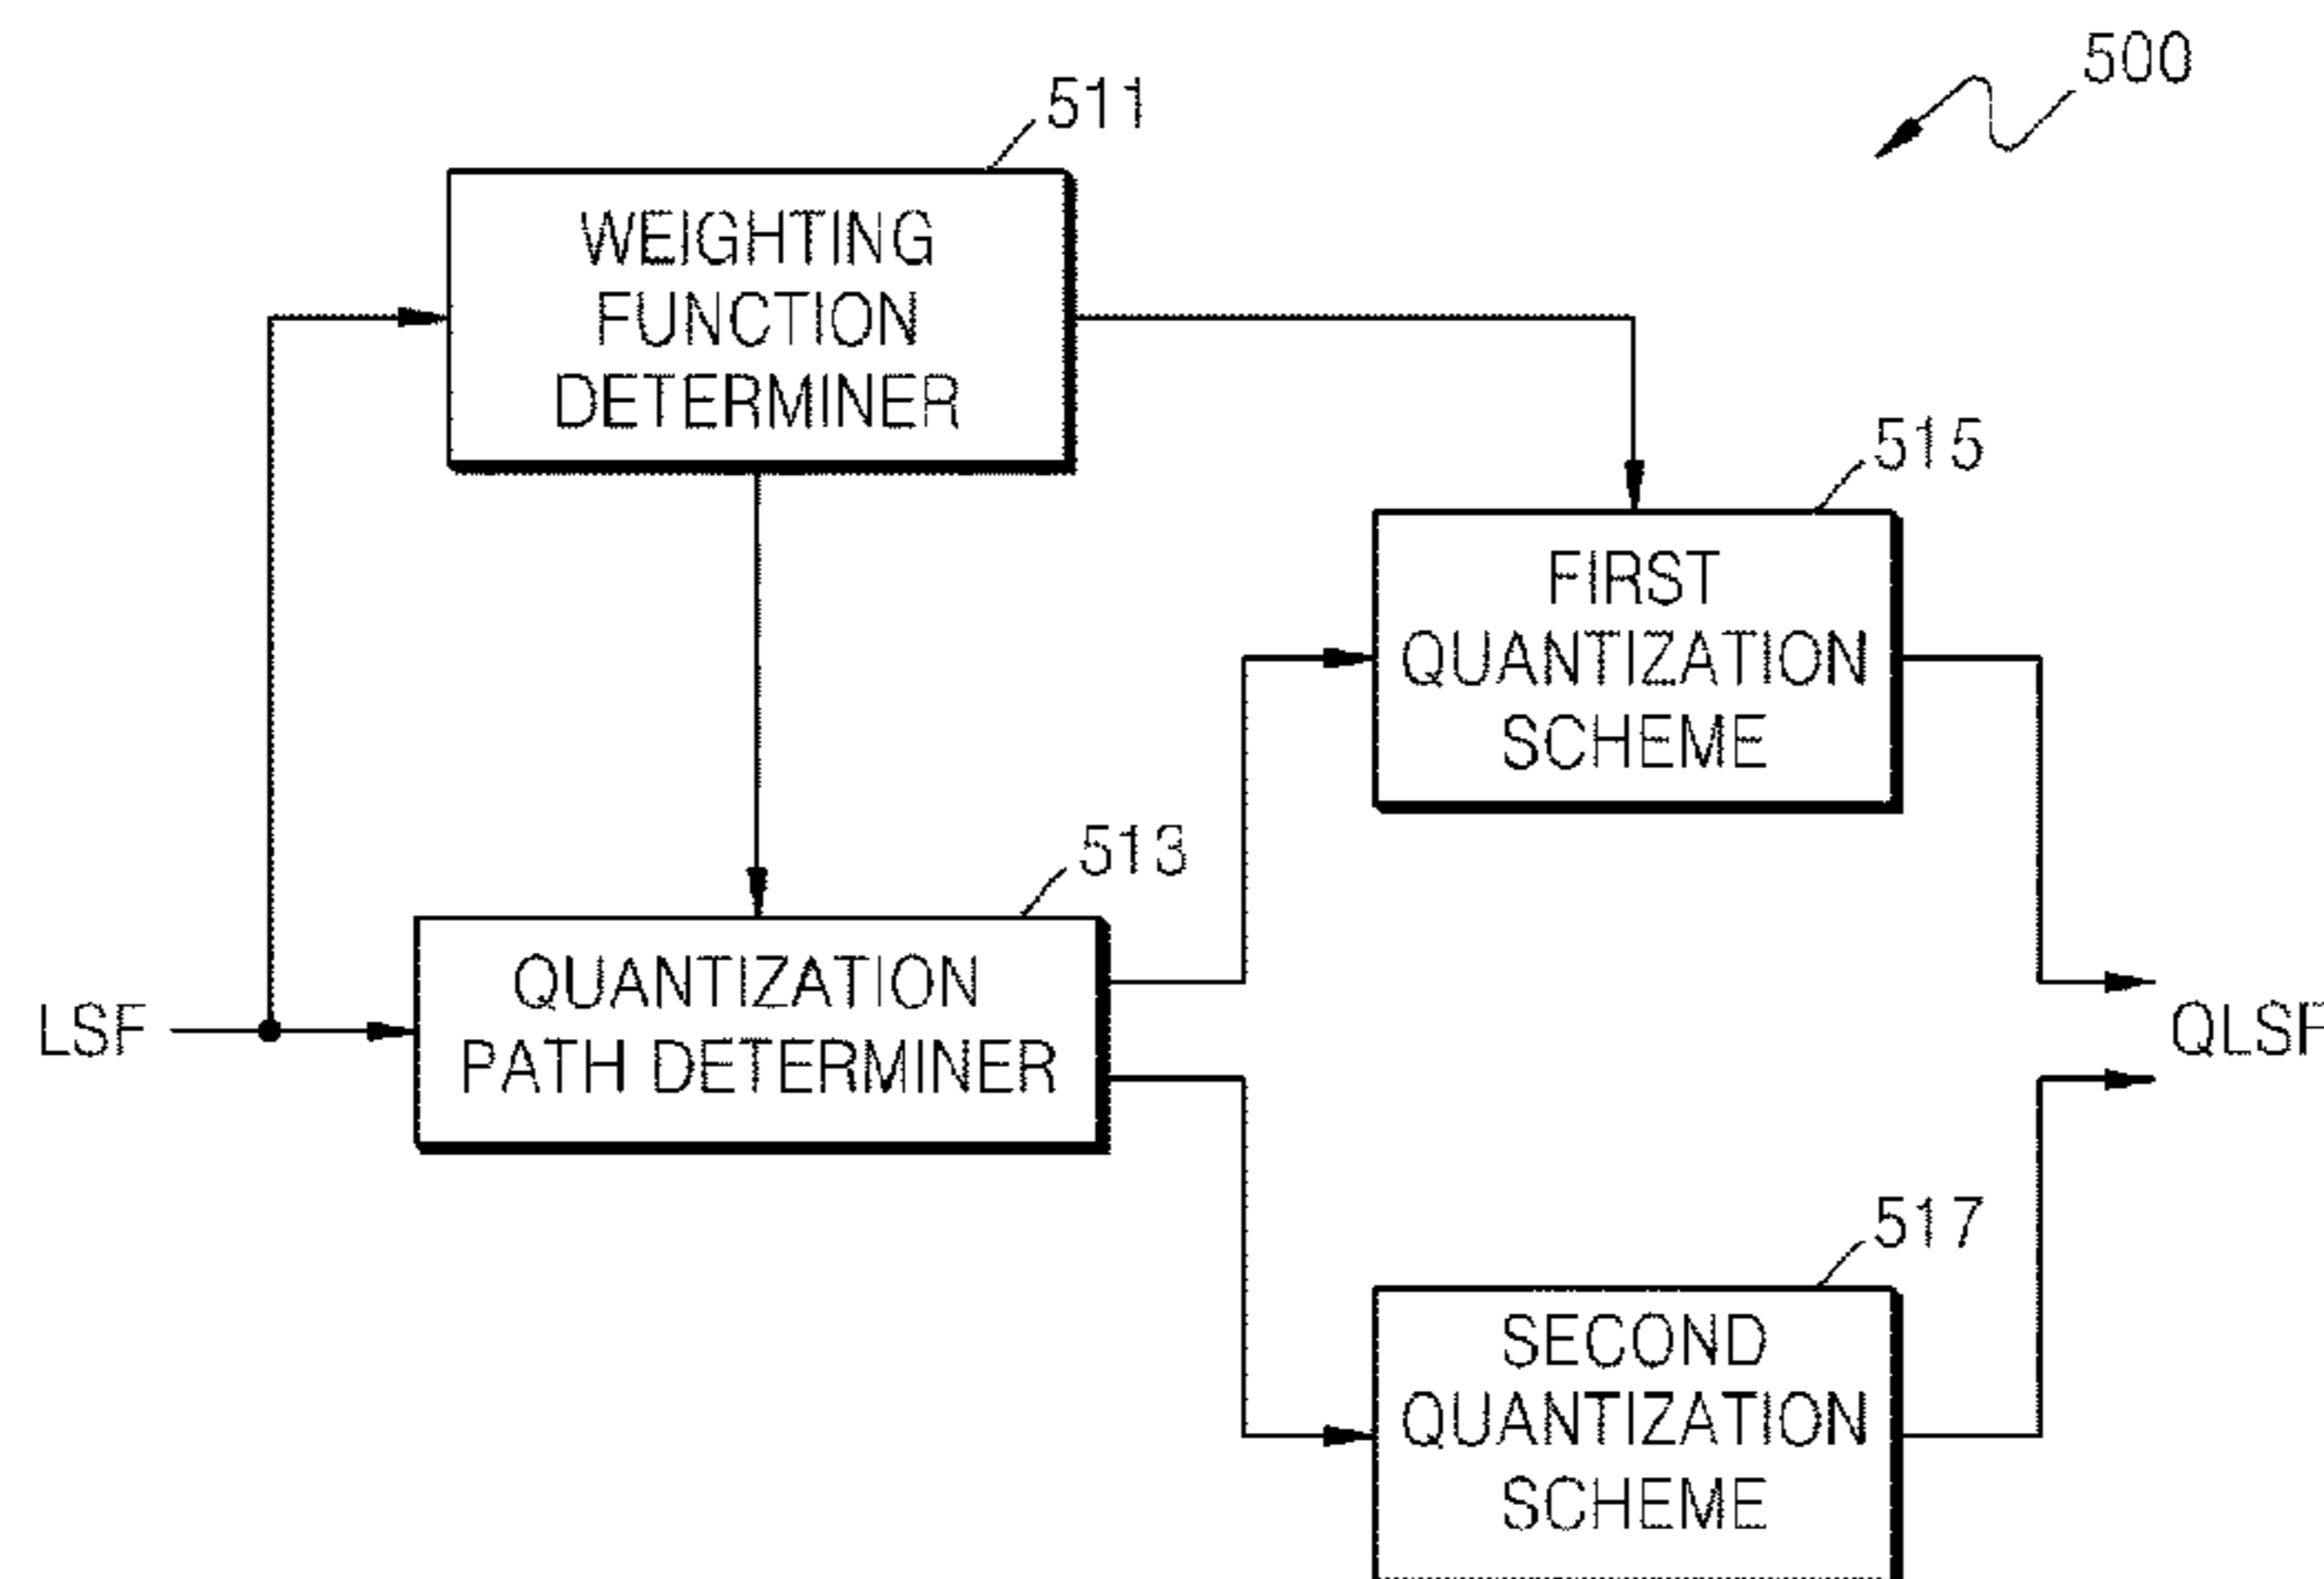 500
511
WEIGHTING
FUNCTION
DETERMINER
515
FIRST
QUANTIZATION
SCHEME
513
QUANTIZATION
PATH DETERMINER
LSF
QLSF
517
SECOND
QUANTIZATION
SCHEME